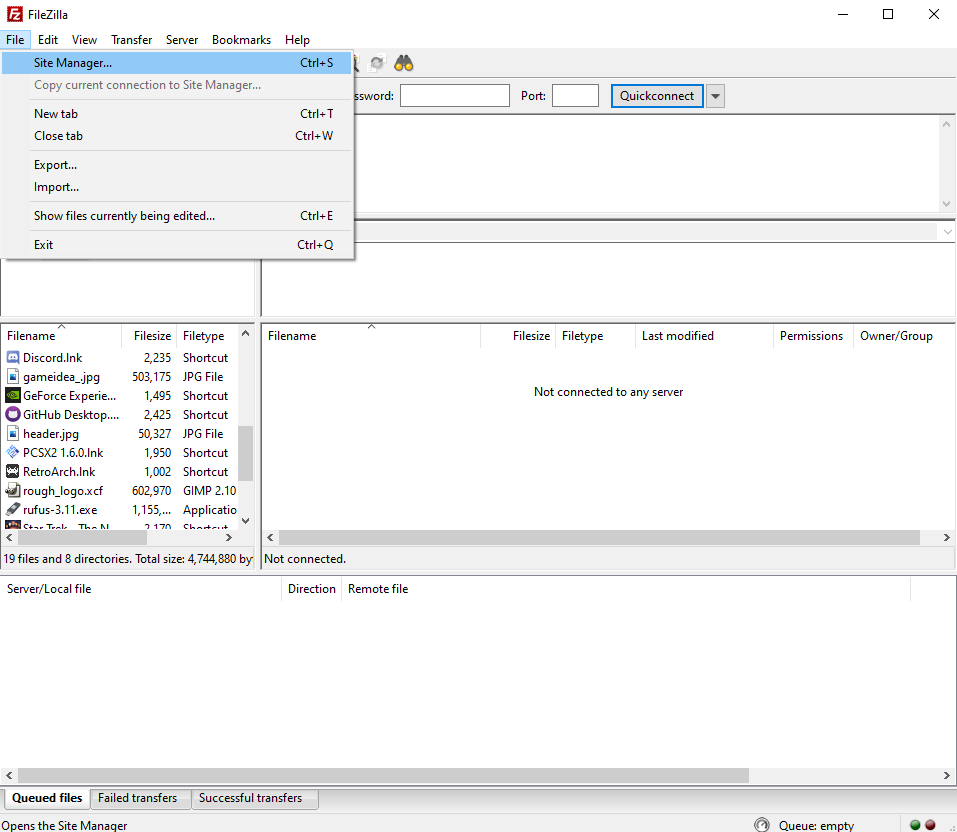 FileZilla
File Edit View Transfer Server Bookmarks Help
Site Manager... Ctrl+S
Copy current connection to Site Manager...
ssword: Port: Quickconnect
New tab Ctrl+T
Close tab Ctrl+W
Export...
Import...
Show files currently being edited... Ctrl+E
Exit Ctrl+Q
Filename Filesize Filetype
Discord.lnk 2,235 Shortcut
gameidea_.jpg 503,175 JPG File
GeForce Experie... 1,495 Shortcut
GitHub Desktop.... 2,425 Shortcut
header.jpg 50,327 JPG File
PCSX2 1.6.0.lnk 1,950 Shortcut
RetroArch.lnk 1,002 Shortcut
rough_logo.xcf 602,970 GIMP 2.10
rufus-3.11.exe 1,155,... Applicatio
Star Trek - The N... 2,170 Shortcut
19 files and 8 directories. Total size: 4,744,880 by
Filename Filesize Filetype Last modified Permissions Owner/Group
Not connected to any server
Not connected.
Server/Local file Direction Remote file
Queued files Failed transfers Successful transfers
Opens the Site Manager Queue: empty